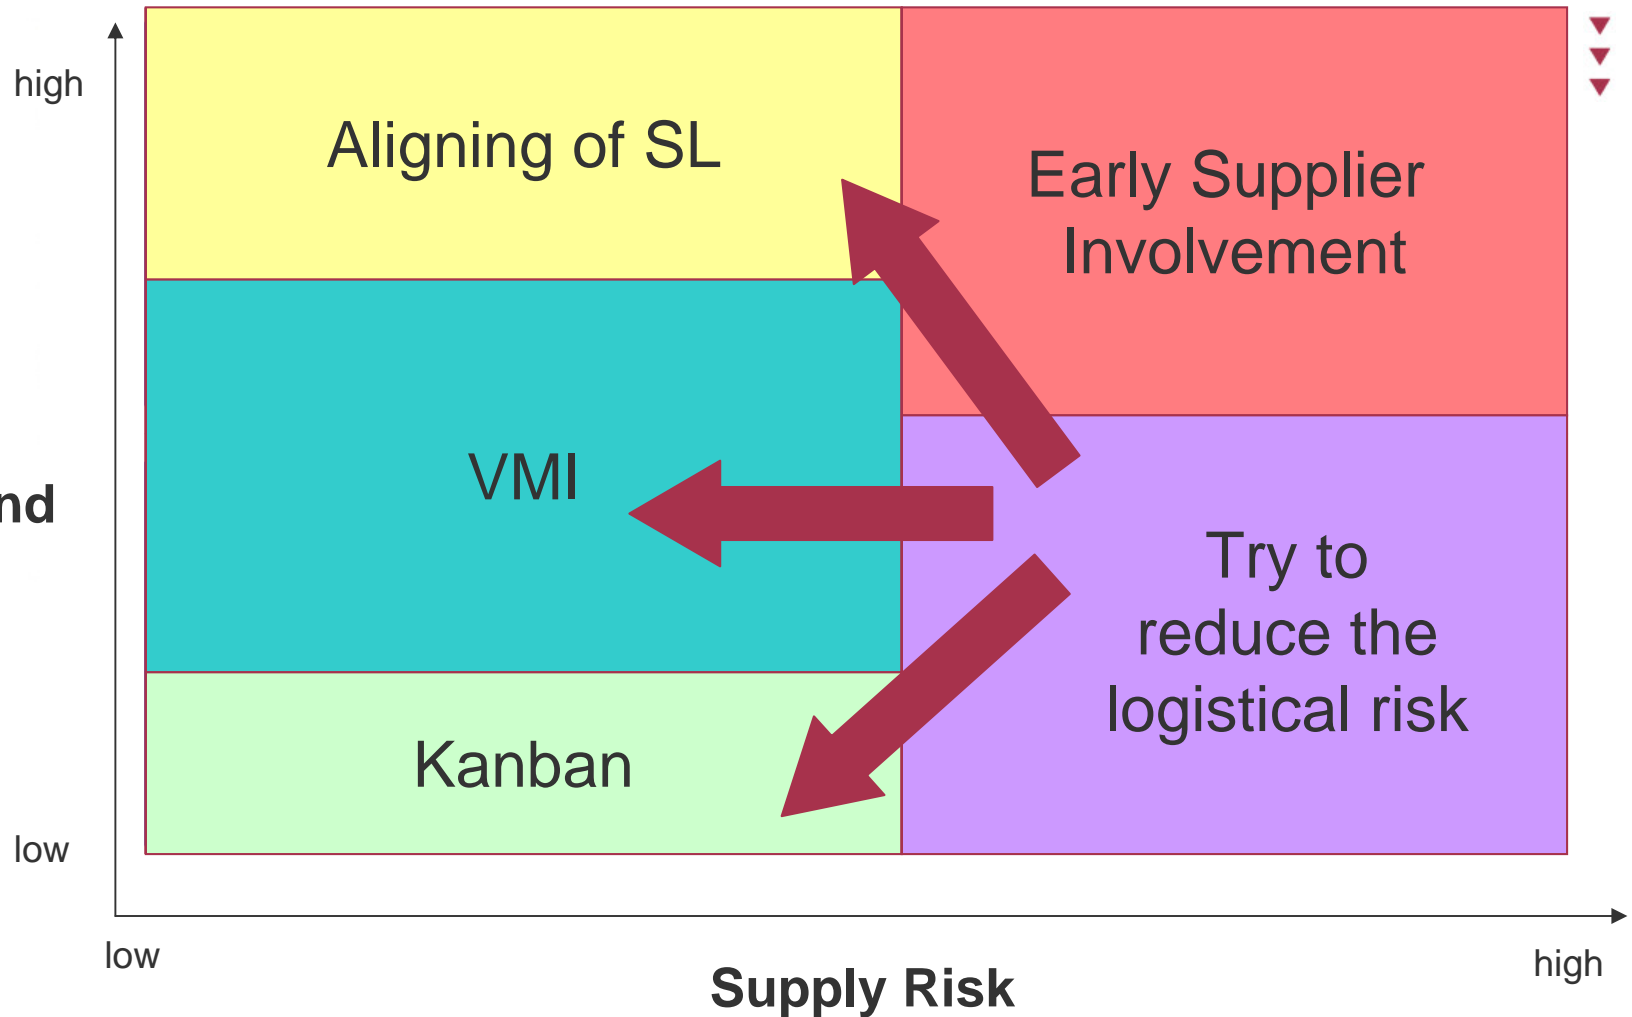 high
Aligning of SL
Early Supplier
Involvement
VMI
nd
Try to
reduce the
logistical risk
Kanban
low
low
high
Supply Risk